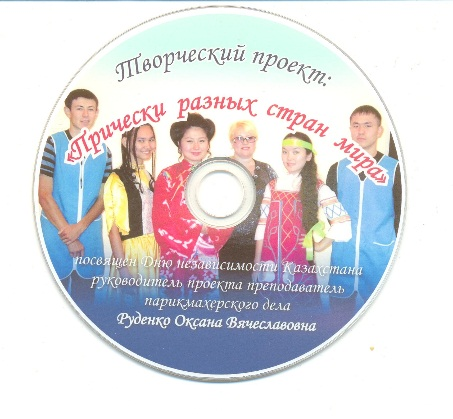 Творческий проект:
«Прически разных стран мира»
посвящен Дню независимости Казахстана
руководитель проекта преподаватель
парикмахерского дела
Руденко Оксана Вячеславовна